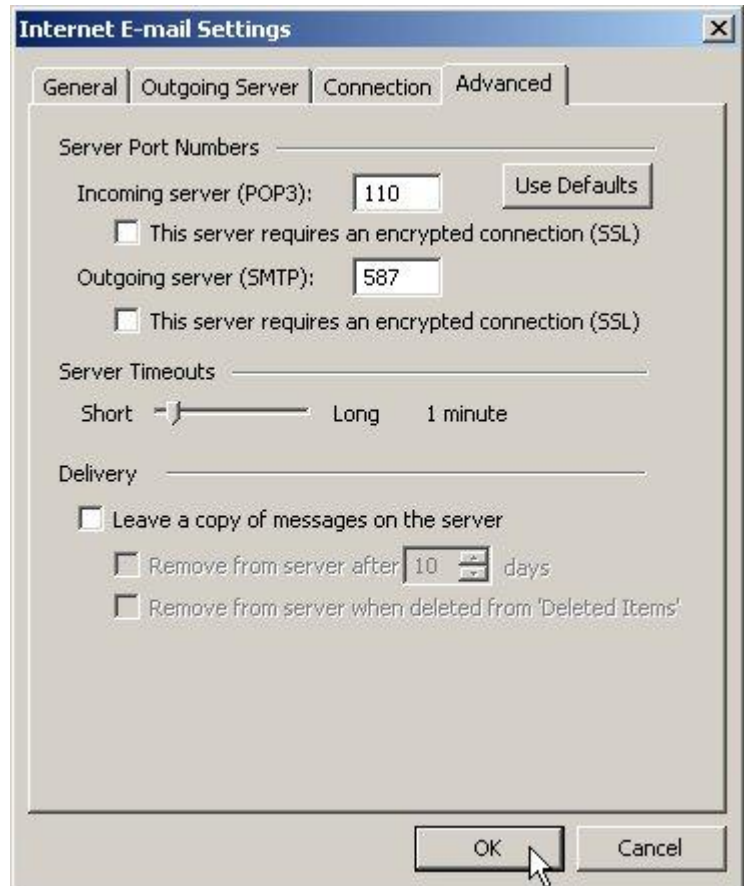 Internet E-mail Settings
General Outgoing Server Connection Advanced
Server Port Numbers
Incoming server (POP3): 110 Use Defaults
This server requires an encrypted connection (SSL)
Outgoing server (SMTP): 587
This server requires an encrypted connection (SSL)
Server Timeouts
Short Long 1 minute
Delivery
Leave a copy of messages on the server
Remove from server after 10 days
Remove from server when deleted from 'Deleted Items'
OK Cancel